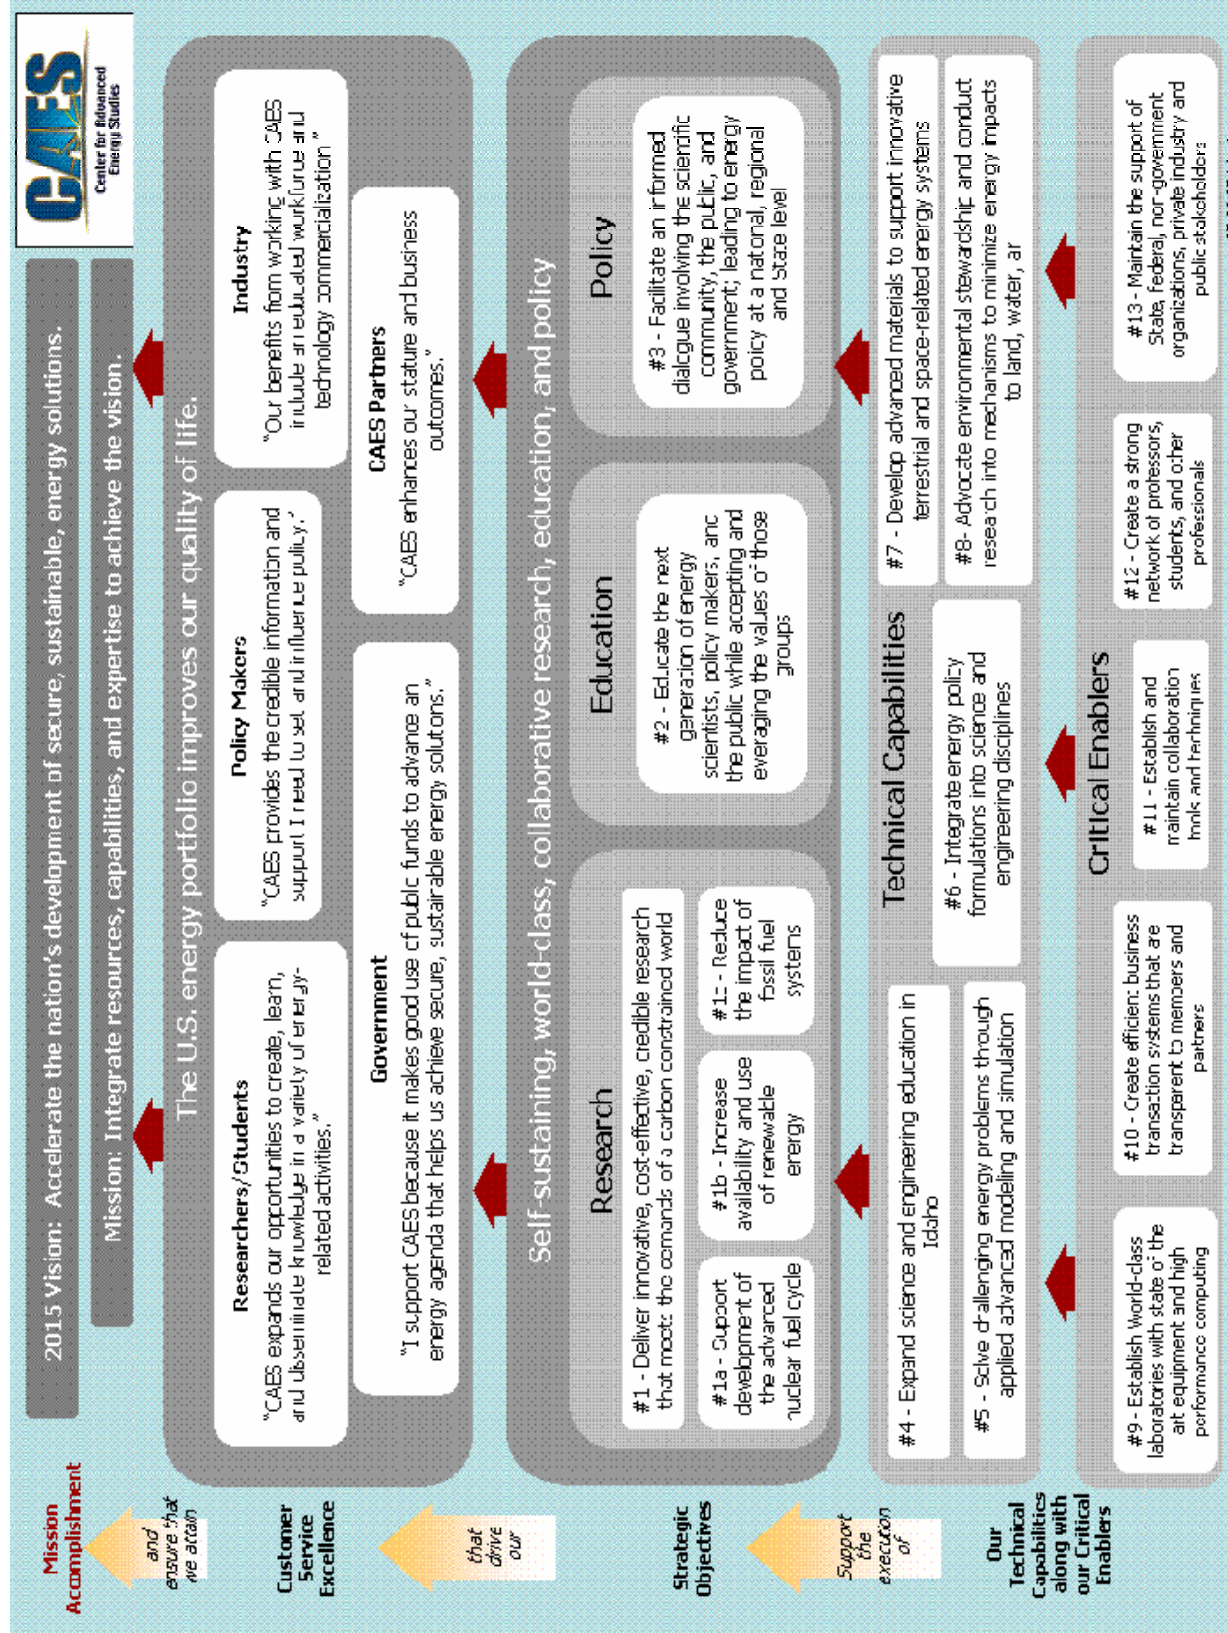 CAES
Center for Advanced
Energy Studies
2015 Vision: Accelerate the nation's development of secure, sustainable, energy solutions.
Mission: Integrate resources, capabilities, and expertise to achieve the vision.
Mission
Accomplishment
and
ensure that
we attain
Customer
Service
Excellence
that
drive
our
Strategic
Objectives
Support
the
execution
of
Our
Technical
Capabilities
along with
our Critical
Enablers
The U.S. energy portfolio improves our quality of life.
Researchers/Students
"CAES expands our opportunities to create, learn,
and disseminate knowledge in a variety of energy-
related activities."
Policy Makers
"CAES provides the credible information and
support I need to set and influence policy."
Industry
"Our benefits from working with CAES
include an educated workforce and
technology commercialization"
Government
"I support CAES because it makes good use of public funds to advance an
energy agenda that helps us achieve secure, sustainable energy solutions."
CAES Partners
"CAES enhances our stature and business
outcomes."
Self-sustaining, world-class, collaborative research, education, and policy
Research
#1 - Deliver innovative, cost-effective, credible research
that meets the demands of a carbon constrained world
#1a - Support
development of
the advanced
nuclear fuel cycle
#1b - Increase
availability and use
of renewable
energy
#1c - Reduce
the impact of
fossil fuel
systems
Education
#2 - Educate the next
generation of energy
scientists, policy makers, and
the public while accepting and
everaging the values of those
groups
Policy
#3 - Facilitate an informed
dialogue involving the scientific
community, the public, and
government; leading to energy
policy at a national, regional
and State level
Technical Capabilities
#4 - Expand science and engineering education in
Idaho
#5 - Solve challenging energy problems through
applied advanced modeling and simulation
#6 - Integrate energy policy
formulations into science and
engineering disciplines
#7 - Develop advanced materials to support innovative
terrestrial and space-related energy systems
#8- Advocate environmental stewardship and conduct
research into mechanisms to minimize energy impacts
to land, water, ar
Critical Enablers
#9 - Establish World-class
laboratories with state of the
art equipment and high
performance computing
#10 - Create efficient business
transaction systems that are
transparent to members and
partners
#11 - Establish and
maintain collaboration
tools and techniques
#12 - Create a strong
network of professors,
students, and other
professionals
#13 - Maintain the support of
State, federal, non-government
organizations, private industry and
public stakeholders